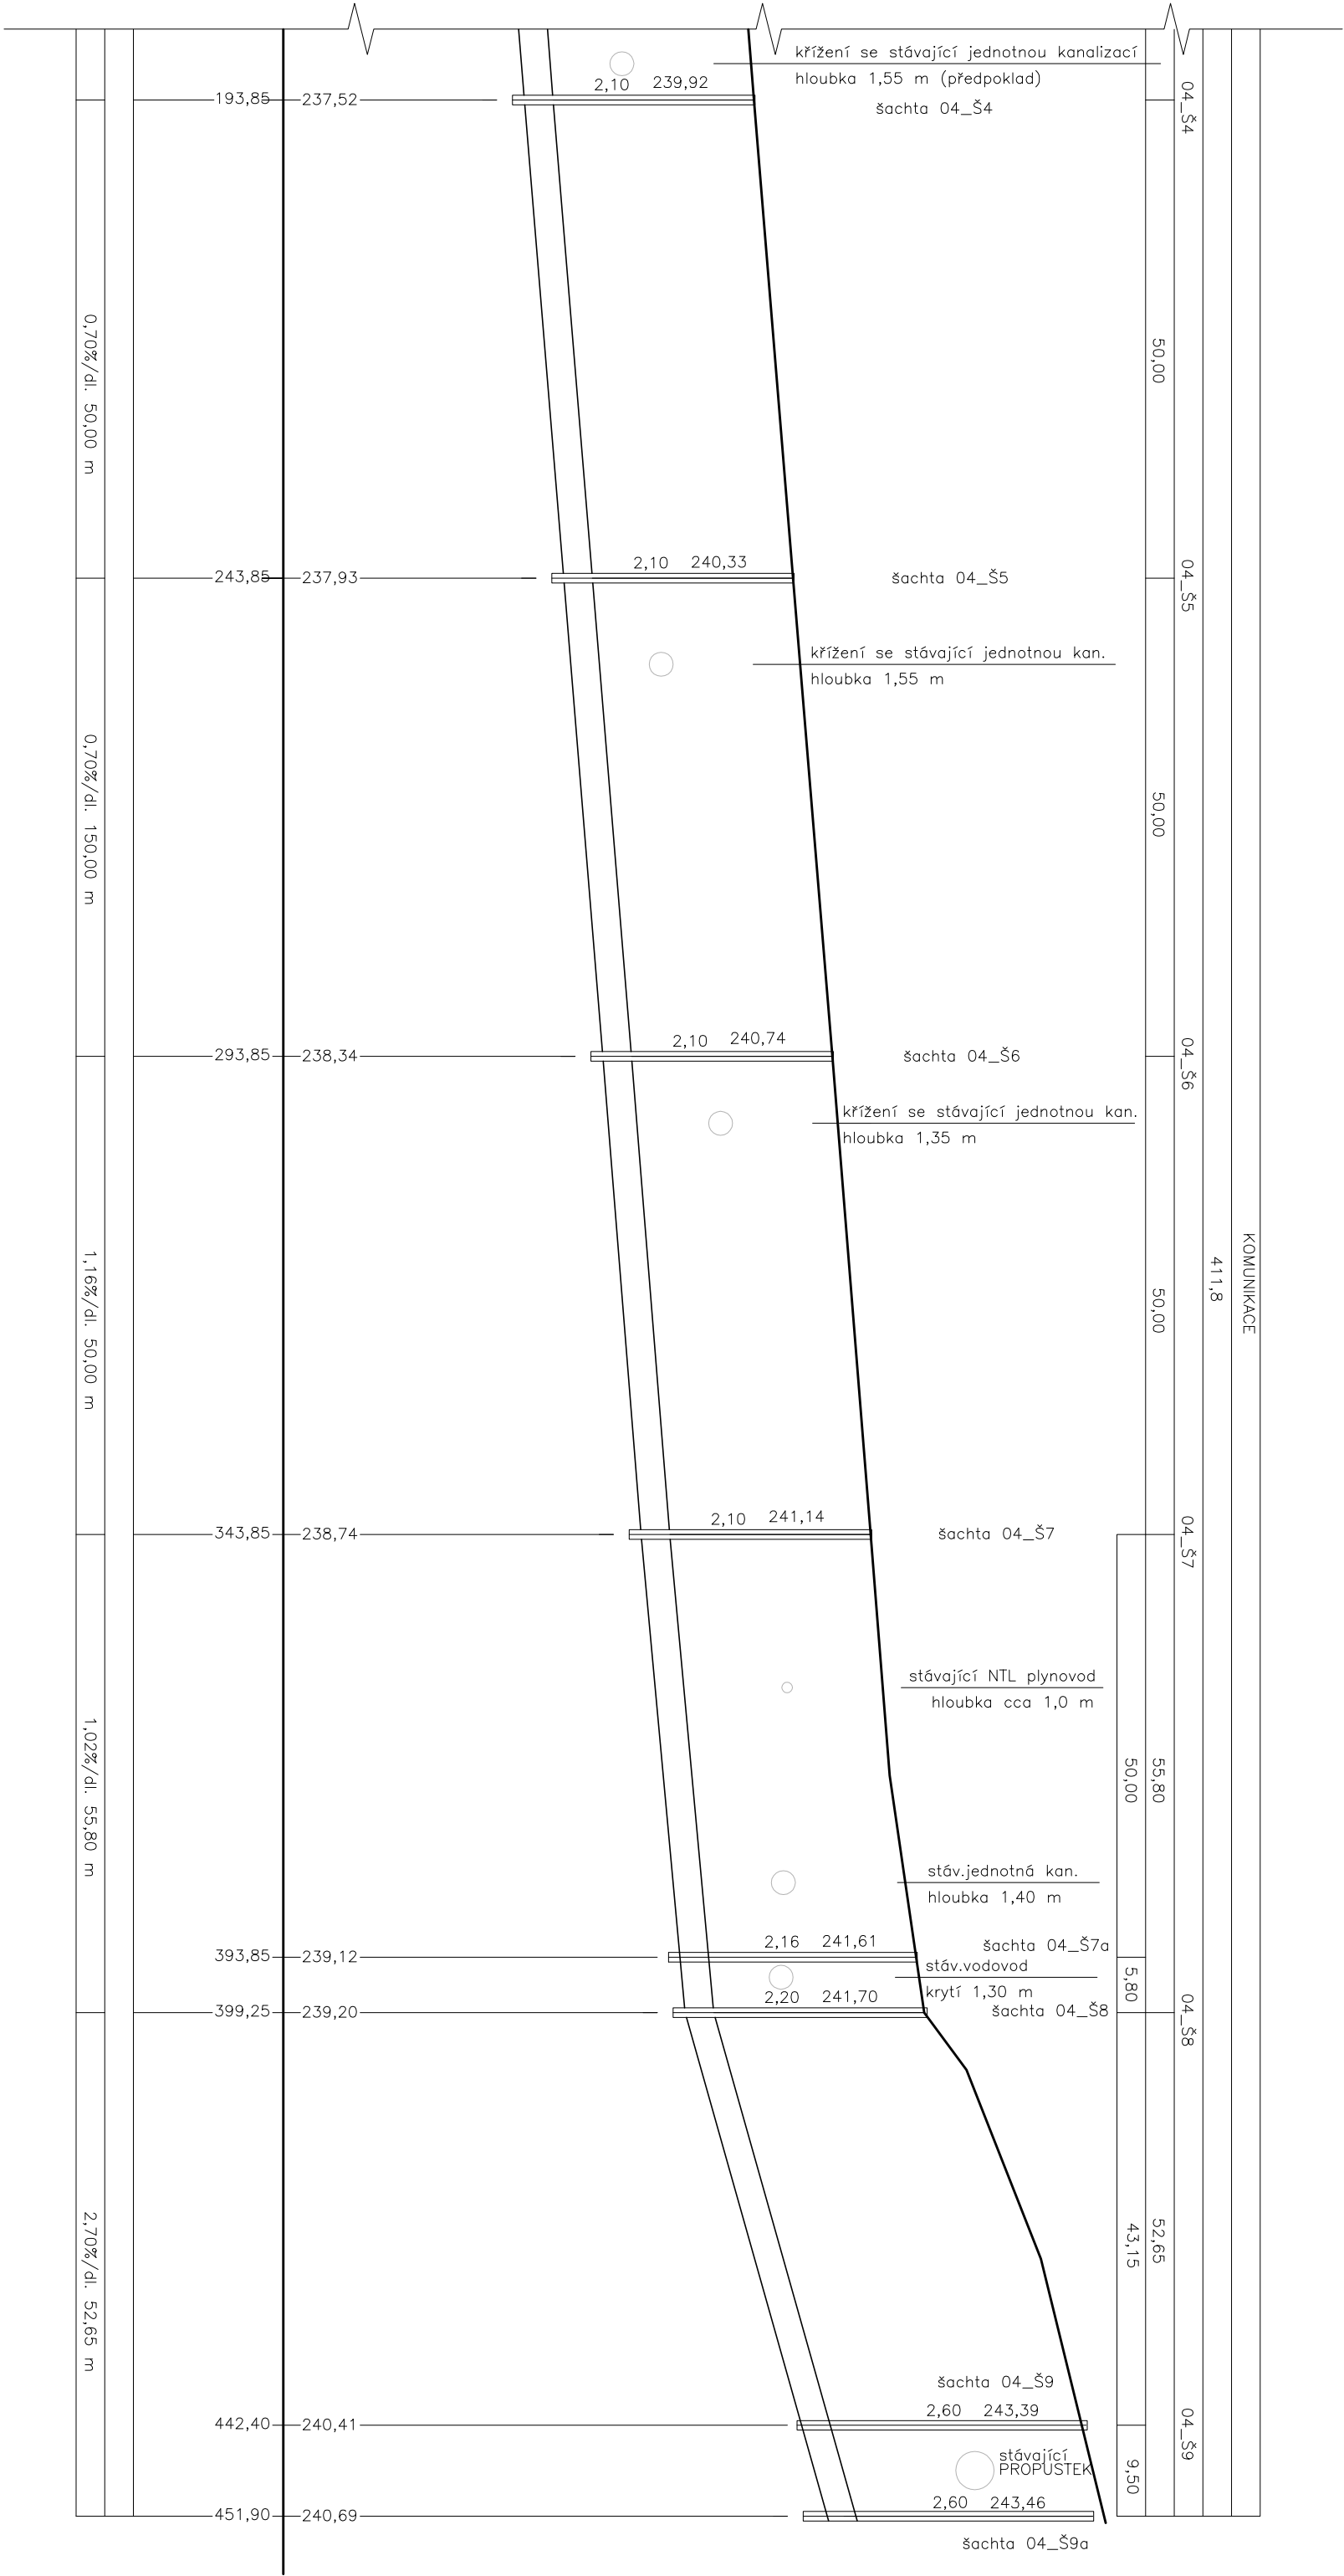 křížení se stávající jednotnou kanalizací
hloubka 1,55 m (předpoklad)
2,10 239,92
193,85 237,52
šachta 04_Š4
04_Š4
50,00
0,70%/dl. 50,00 m
2,10 240,33
243,85 237,93
šachta 04_Š5
04_Š5
křížení se stávající jednotnou kan.
hloubka 1,55 m
50,00
0,70%/dl. 150,00 m
2,10 240,74
293,85 238,34
šachta 04_Š6
04_Š6
křížení se stávající jednotnou kan.
hloubka 1,35 m
KOMUNIKACE
411,8
50,00
1,16%/dl. 50,00 m
2,10 241,14
343,85 238,74
šachta 04_Š7
04_Š7
stávající NTL plynovod
hloubka cca 1,0 m
55,80
50,00
1,02%/dl. 55,80 m
stáv.jednotná kan.
hloubka 1,40 m
2,16 241,61
šachta 04_Š7a
393,85 239,12
stáv.vodovod
krytí 1,30 m
5,80
2,20 241,70
399,25 239,20
šachta 04_Š8
04_Š8
52,65
43,15
2,70%/dl. 52,65 m
šachta 04_Š9
2,60 243,39
442,40 240,41
04_Š9
stávající
PROPUSTEK
9,50
2,60 243,46
451,90 240,69
šachta 04_Š9a